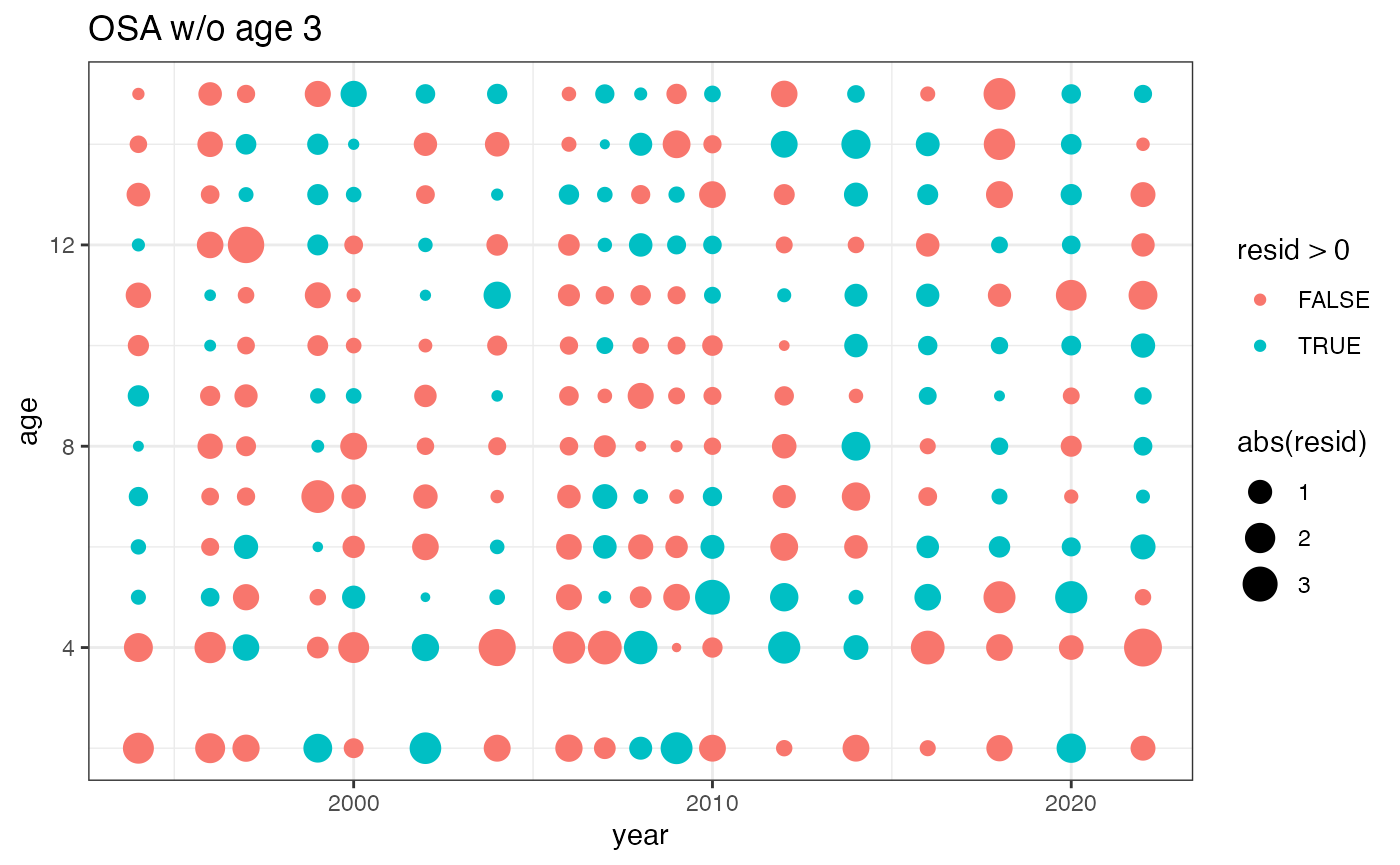 OSA w/o age 3
12
8
4
age
2000
2010
2020
year
resid > 0
FALSE
TRUE
abs(resid)
1
2
3